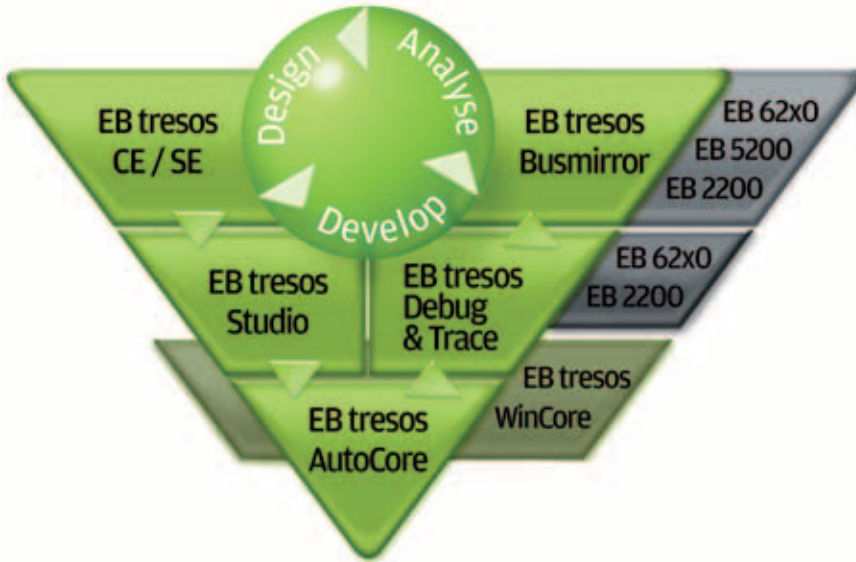 Design
Analyse
Develop
EB tresos
CE / SE
EB tresos
Busmirror
EB 62x0
EB 5200
EB 2200
EB tresos
Studio
EB tresos
Debug
& Trace
EB 62x0
EB 2200
EB tresos
AutoCore
EB tresos
WinCore